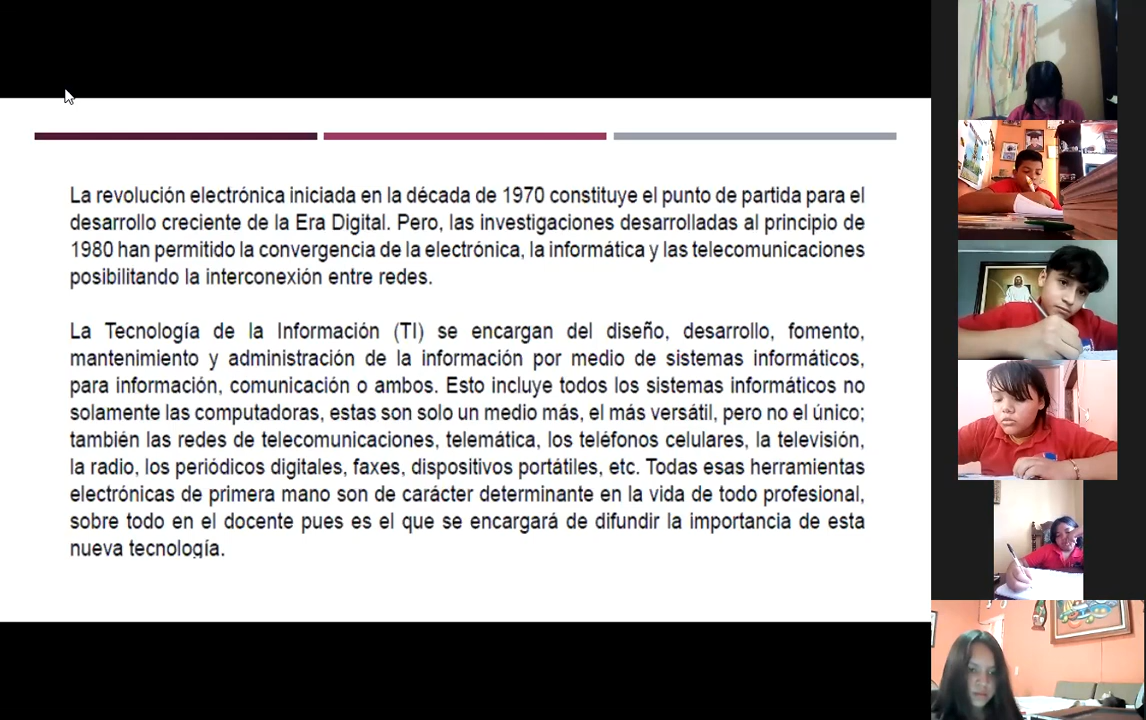 La revolución electrónica iniciada en la década de 1970 constituye el punto de partida para el
desarrollo creciente de la Era Digital. Pero, las investigaciones desarrolladas al principio de
1980 han permitido la convergencia de la electrónica, la informática y las telecomunicaciones
posibilitando la interconexión entre redes.
La Tecnología de la Información (TI) se encargan del diseño, desarrollo, fomento,
mantenimiento y administración de la información por medio de sistemas informáticos,
para información, comunicación o ambos. Esto incluye todos los sistemas informáticos no
solamente las computadoras, estas son solo un medio más, el más versátil, pero no el único;
también las redes de telecomunicaciones, telemática, los teléfonos celulares, la televisión,
la radio, los periódicos digitales, faxes, dispositivos portátiles, etc. Todas esas herramientas
electrónicas de primera mano son de carácter determinante en la vida de todo profesional,
sobre todo en el docente pues es el que se encargará de difundir la importancia de esta
nueva tecnología.